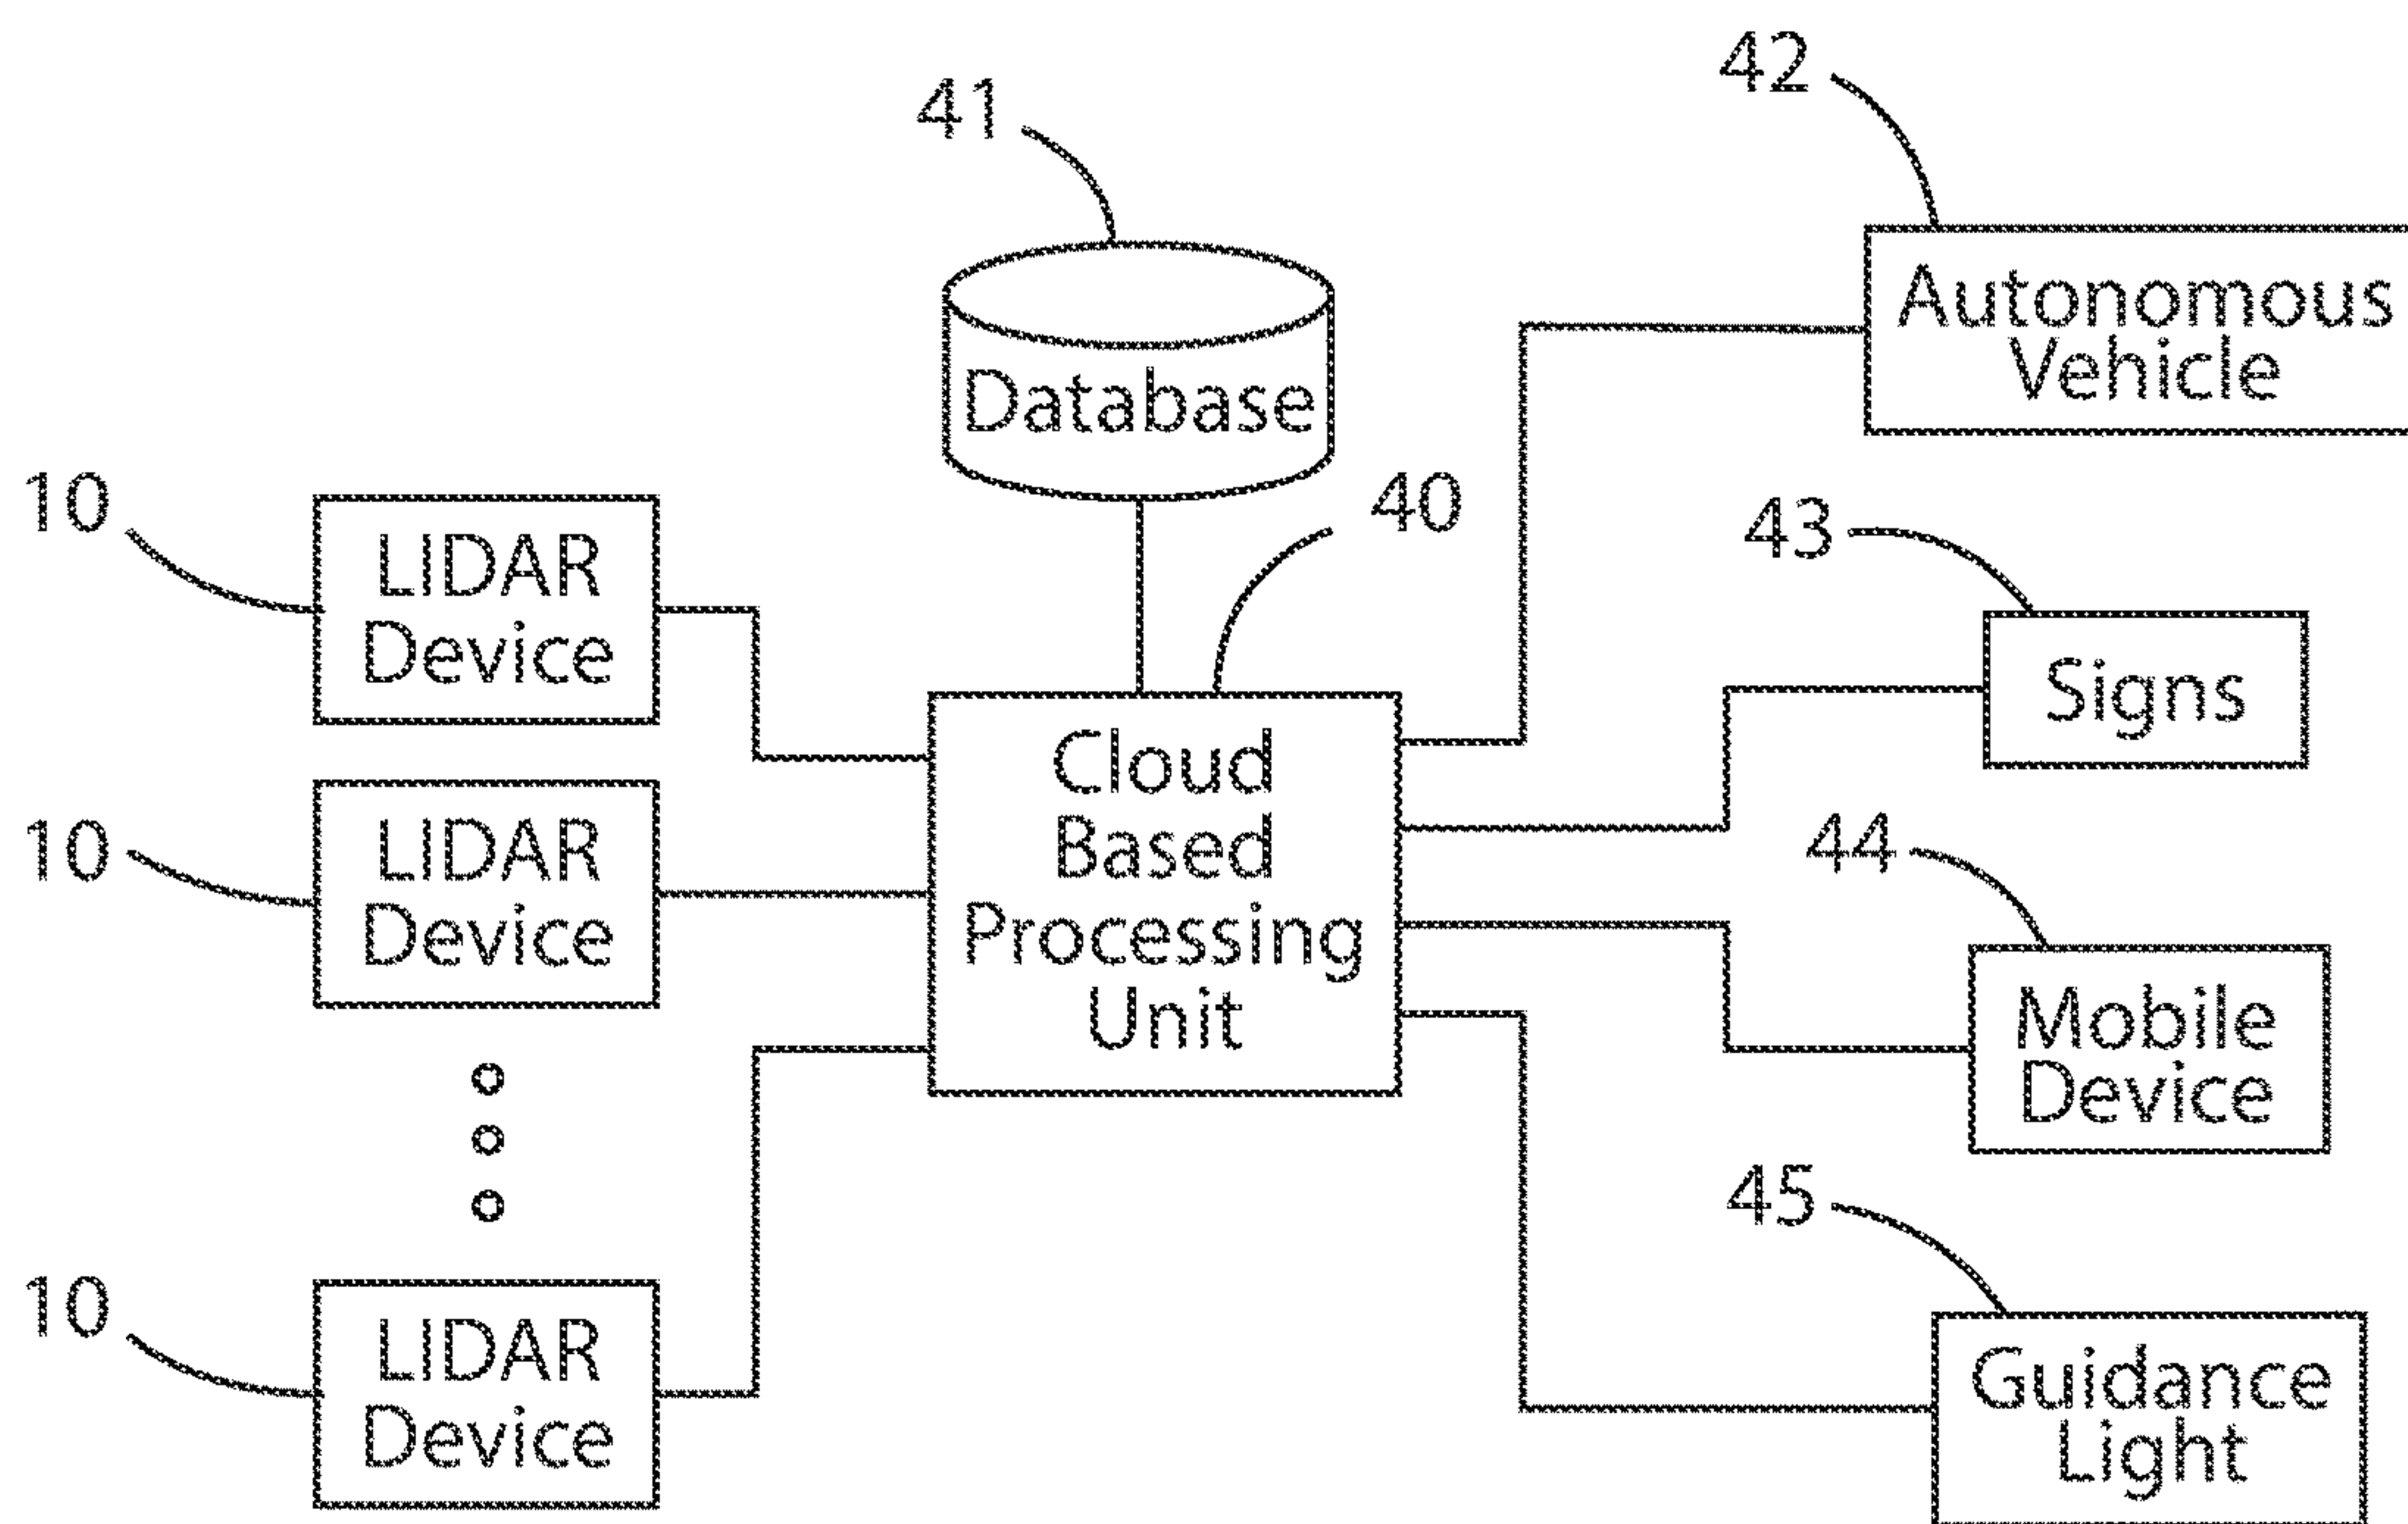 42
41
Autonomous
Vehicle
Database
10
LIDAR
Device
40
43
Signs
Cloud
Based
Processing
Unit
10
LIDAR
Device
44
Mobile
Device
45
10
LIDAR
Device
Guidance
Light